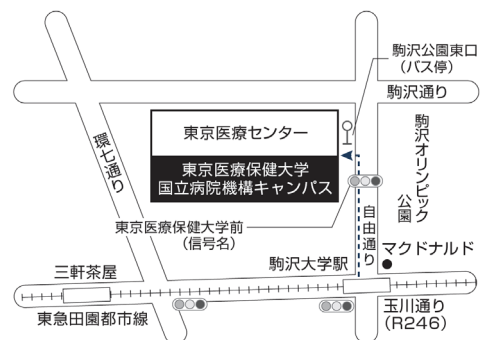 駒沢公園東口
（バス停）
駒沢通り
東京医療センター
東京医療保健大学
国立病院機構キャンパス
環七通り
駒沢オリンピック
公園
東京医療保健大学前
（信号名）
自由通り
マクドナルド
駒沢大学駅
三軒茶屋
東急田園都市線
玉川通り
（R246）